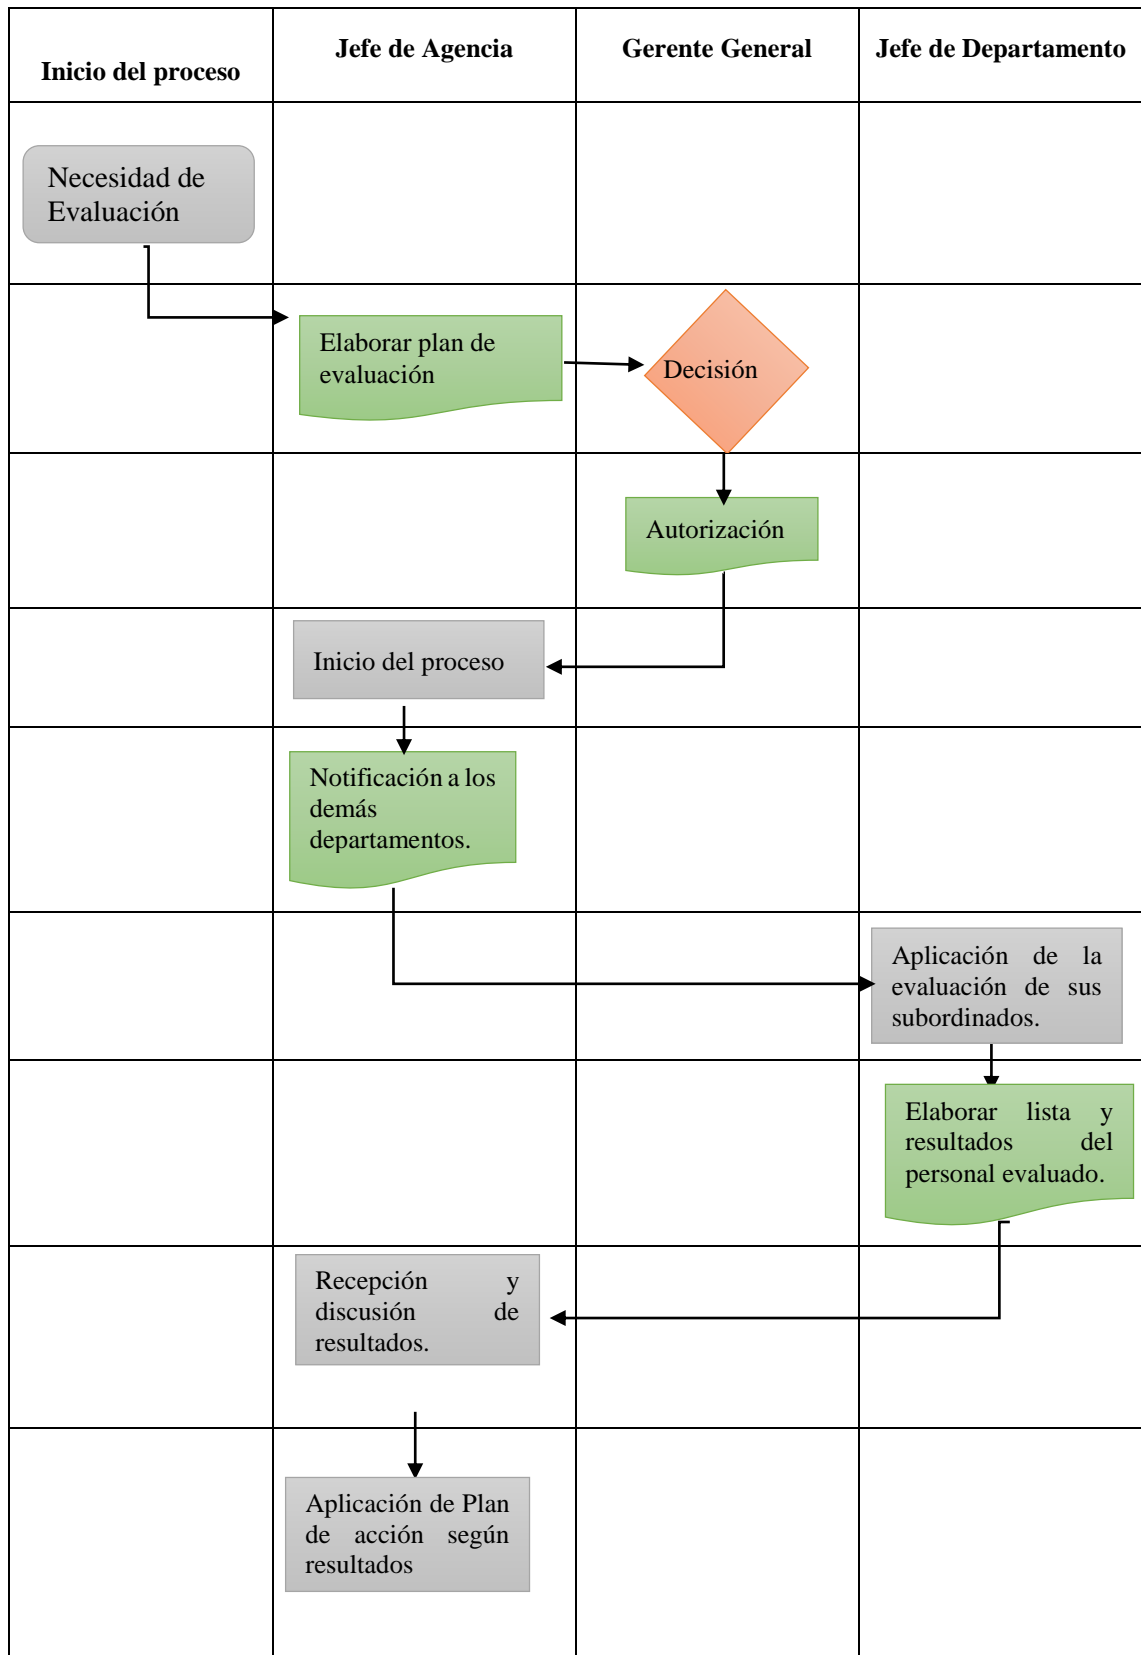 Inicio del proceso
Jefe de Agencia
Gerente General
Jefe de Departamento
Necesidad de
Evaluación
Elaborar plan de
evaluación
Decisión
Autorización
Inicio del proceso
Notificación a los
demás
departamentos.
Aplicación de la
evaluación de sus
subordinados.
Elaborar lista y
resultados del
personal evaluado.
Recepción y
discusión de
resultados.
Aplicación de Plan
de acción según
resultados